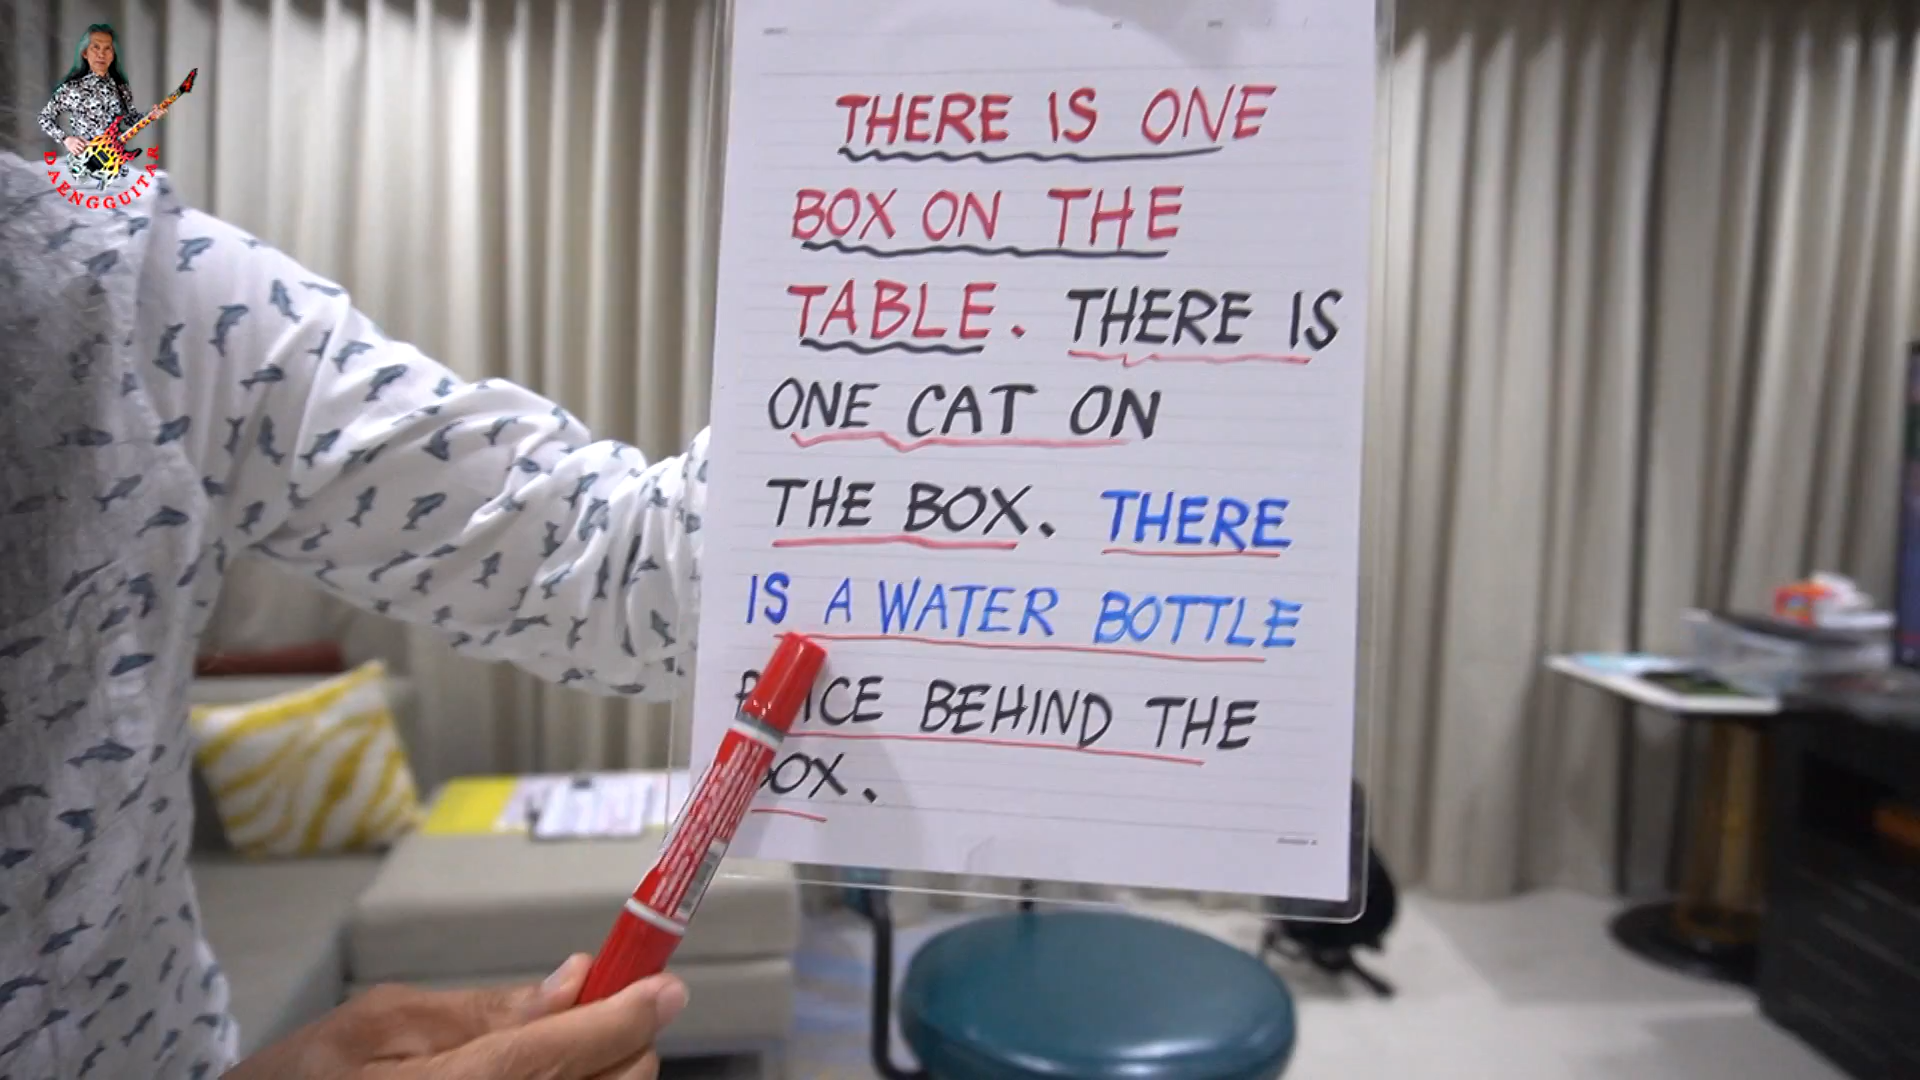 DAENGGUITAR
THERE IS ONE
BOX ON THE
TABLE. THERE IS
ONE CAT ON
THE BOX. THERE
IS A WATER BOTTLE
BEHIND THE